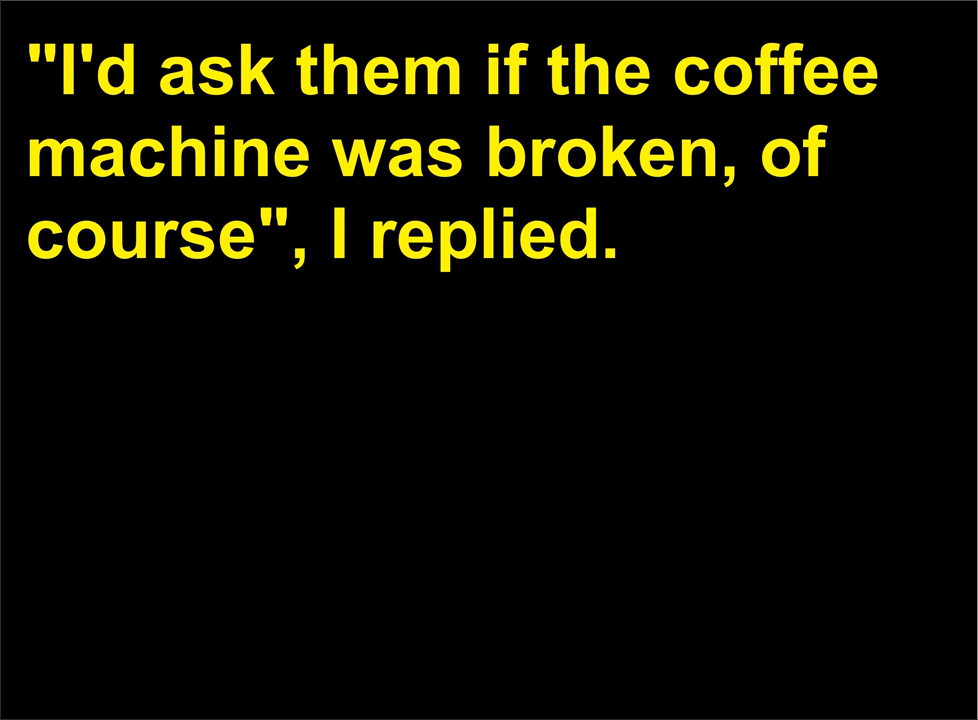 "I'd ask them if the coffee
machine was broken, of
course", I replied.